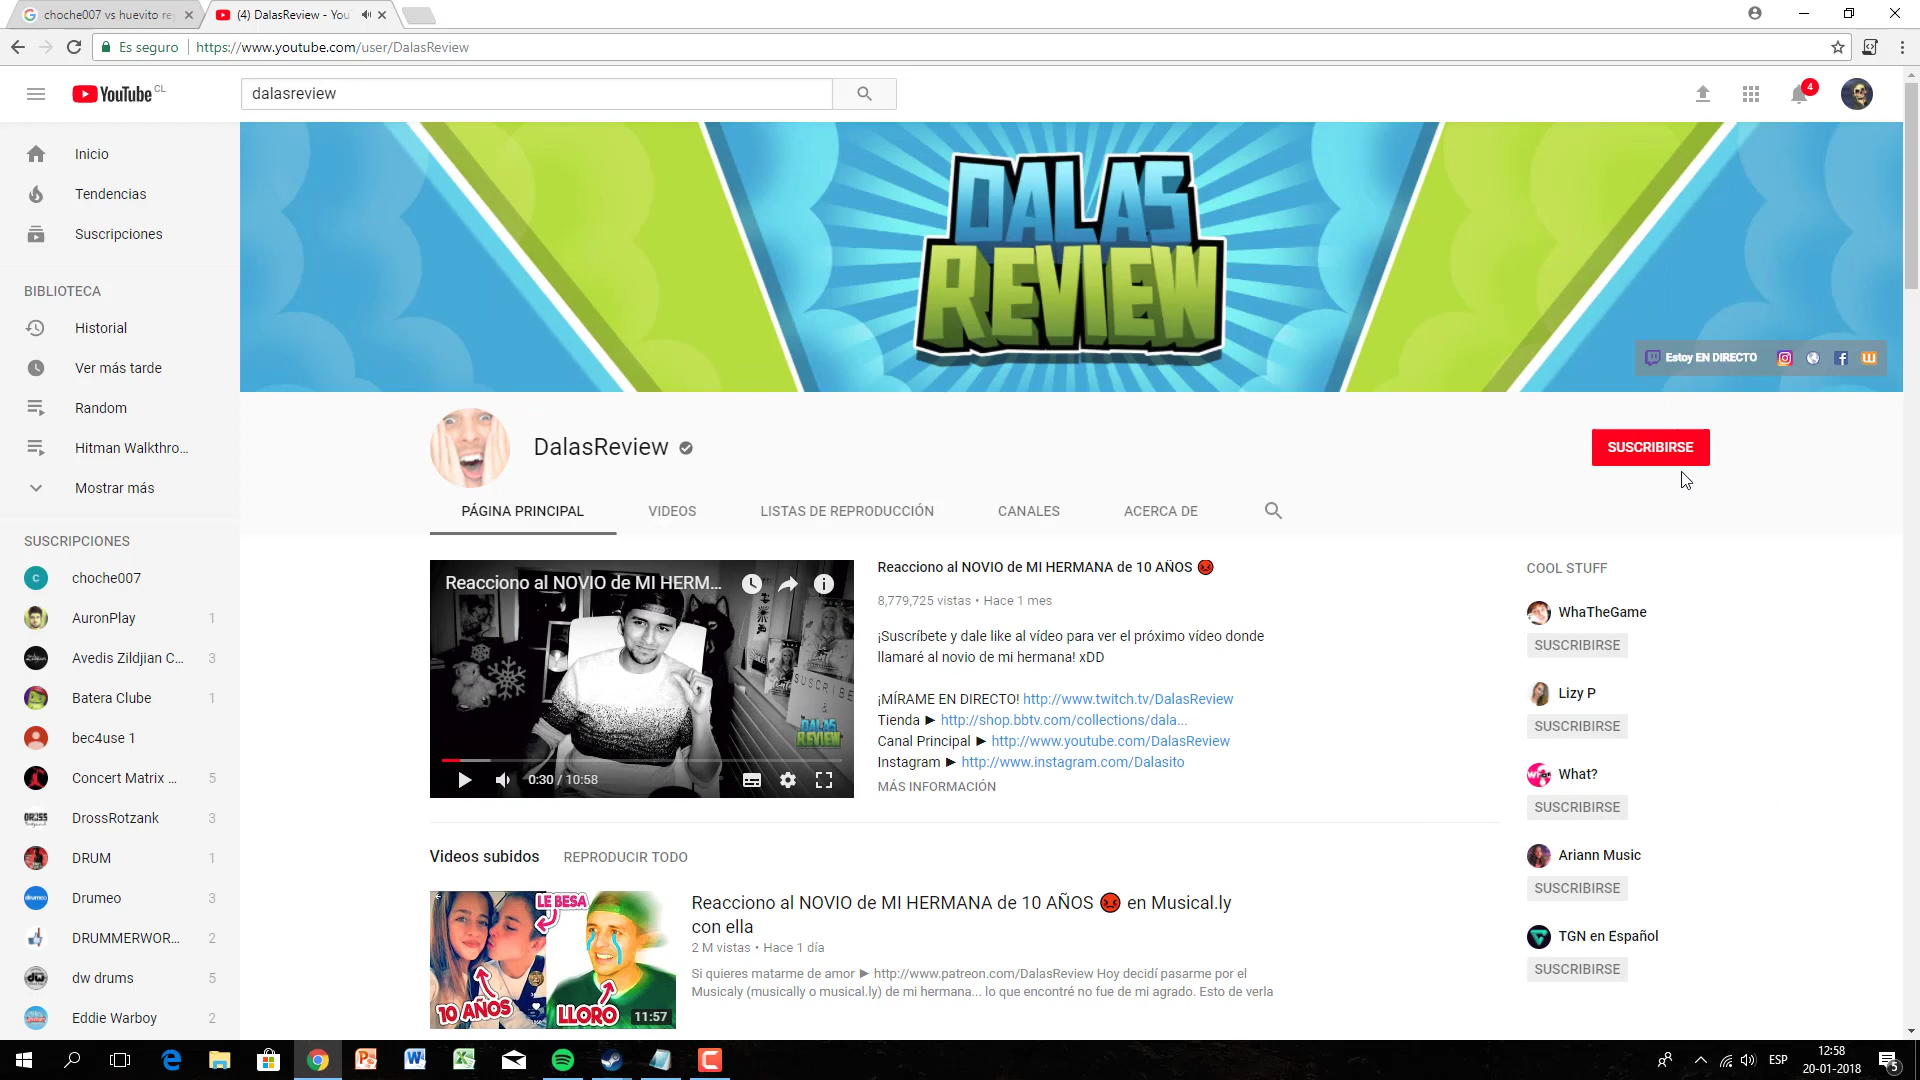 choche007 vs huevito re
(4) DalasReview - You
Es seguro
https://www.youtube.com/user/DalasReview
YouTube CL
dalasreview
4
Inicio
Tendencias
Suscripciones
BIBLIOTECA
Historial
Ver más tarde
Random
Hitman Walkthro...
Mostrar más
SUSCRIPCIONES
choche007
AuronPlay 1
Avedis Zildjian C... 3
Batera Clube 1
bec4use 1
Concert Matrix ... 5
DrossRotzank 3
DRUM 1
Drumeo 3
DRUMMERWOR... 2
dw drums 5
Eddie Warboy 2
DALAS
REVIEW
Estoy EN DIRECTO
DalasReview
SUSCRIBIRSE
PÁGINA PRINCIPAL
VIDEOS
LISTAS DE REPRODUCCIÓN
CANALES
ACERCA DE
Reacciono al NOVIO de MI HERM...
SUSCRIBE
&
DALAS
REVIEW
0:30 / 10:58
Reacciono al NOVIO de MI HERMANA de 10 AÑOS 😡
8,779,725 vistas • Hace 1 mes
¡Suscríbete y dale like al vídeo para ver el próximo vídeo donde
llamaré al novio de mi hermana! xDD
¡MÍRAME EN DIRECTO! http://www.twitch.tv/DalasReview
Tienda ► http://shop.bbtv.com/collections/dala...
Canal Principal ► http://www.youtube.com/DalasReview
Instagram ► http://www.instagram.com/Dalasito
MÁS INFORMACIÓN
COOL STUFF
WhaTheGame
SUSCRIBIRSE
Lizy P
SUSCRIBIRSE
What?
SUSCRIBIRSE
Ariann Music
SUSCRIBIRSE
TGN en Español
SUSCRIBIRSE
Videos subidos
REPRODUCIR TODO
LE BESA
10 AÑOS
LLORO
11:57
Reacciono al NOVIO de MI HERMANA de 10 AÑOS 😡 en Musical.ly
con ella
2 M vistas • Hace 1 día
Si quieres matarme de amor ► http://www.patreon.com/DalasReview Hoy decidí pasarme por el
Musicaly (musically o musical.ly) de mi hermana... lo que encontré no fue de mi agrado. Esto de verla
ESP
12:58
20-01-2018
5